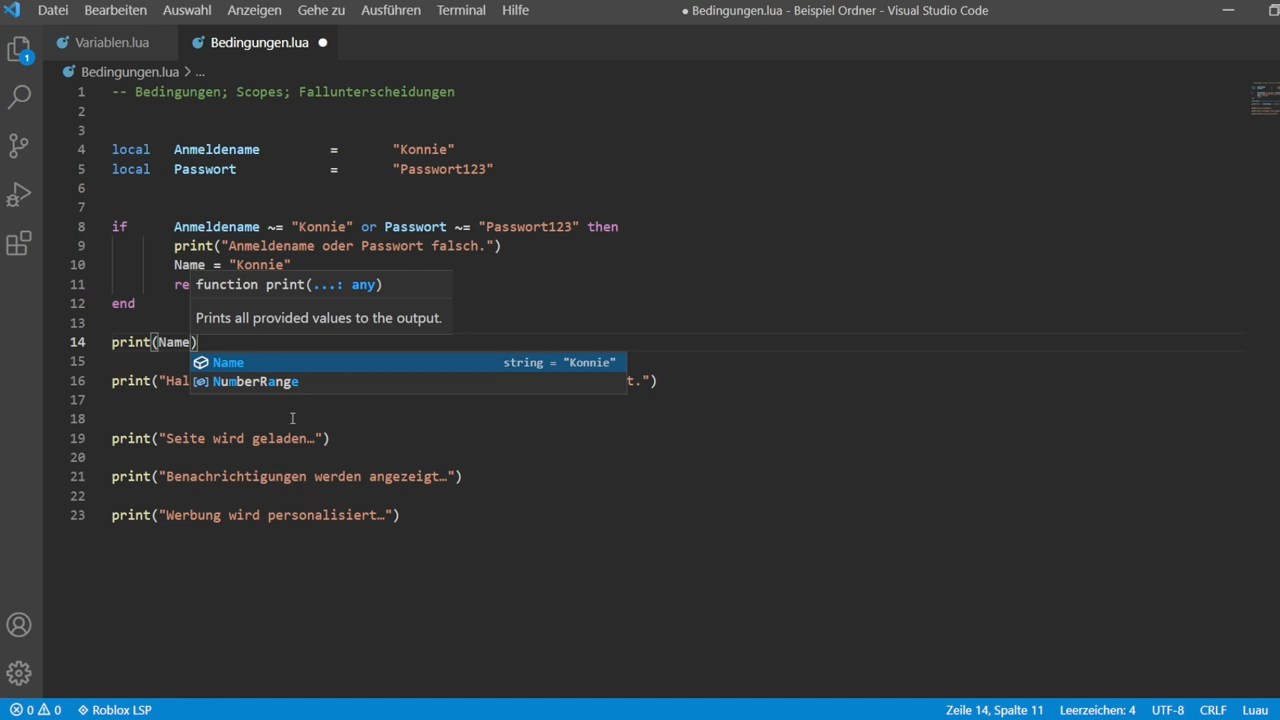 Datei Bearbeiten Auswahl Anzeigen Gehe zu Ausführen Terminal Hilfe ● Bedingungen.lua - Beispiel Ordner - Visual Studio Code
1 Variablen.lua Bedingungen.lua ●
Bedingungen.lua > ...
1 -- Bedingungen; Scopes; Fallunterscheidungen
2
3
4 local Anmeldename = "Konnie"
5 local Passwort = "Passwort123"
6
7
8 if Anmeldename ~= "Konnie" or Passwort ~= "Passwort123" then
9 print("Anmeldename oder Passwort falsch.")
10 Name = "Konnie"
11 re function print(...: any)
12 end
Prints all provided values to the output.
13
14 print(Name)
15 Name string = "Konnie"
16 print("Hal NumberRange t.")
17
18
19 print("Seite wird geladen…")
20
21 print("Benachrichtigungen werden angezeigt…")
22
23 print("Werbung wird personalisiert…")
0 0 Roblox LSP Zeile 14, Spalte 11 Leerzeichen: 4 UTF-8 CRLF Luau